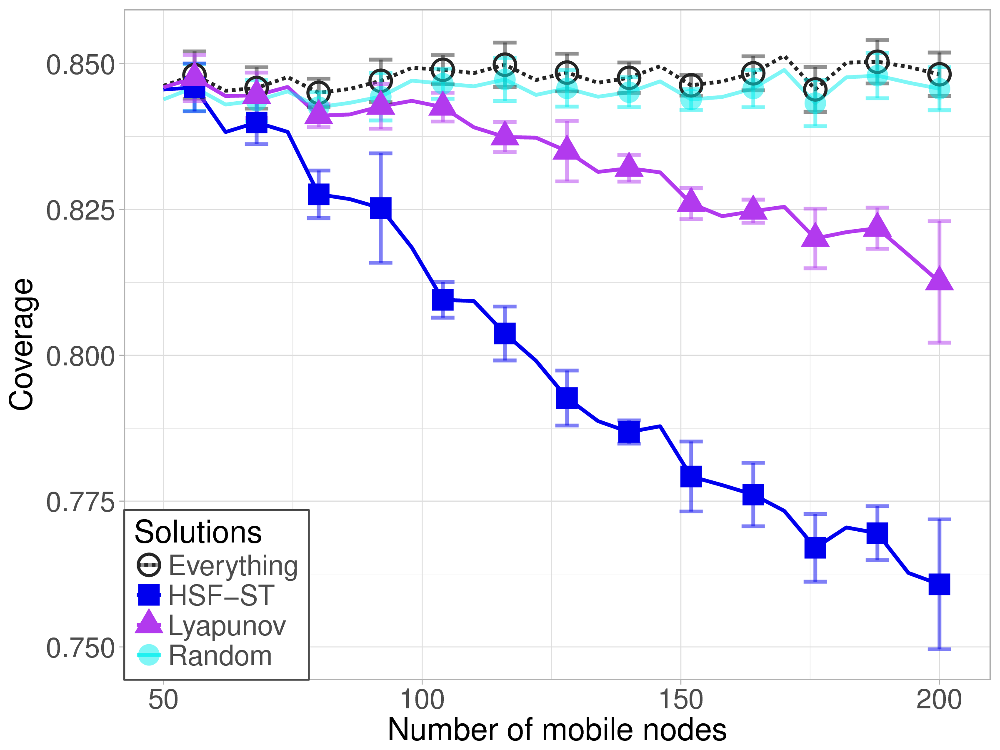 0.850
0.825
0.800
0.775
0.750
Coverage
Solutions
Everything
HSF−ST
Lyapunov
Random
50 100 150 200
Number of mobile nodes